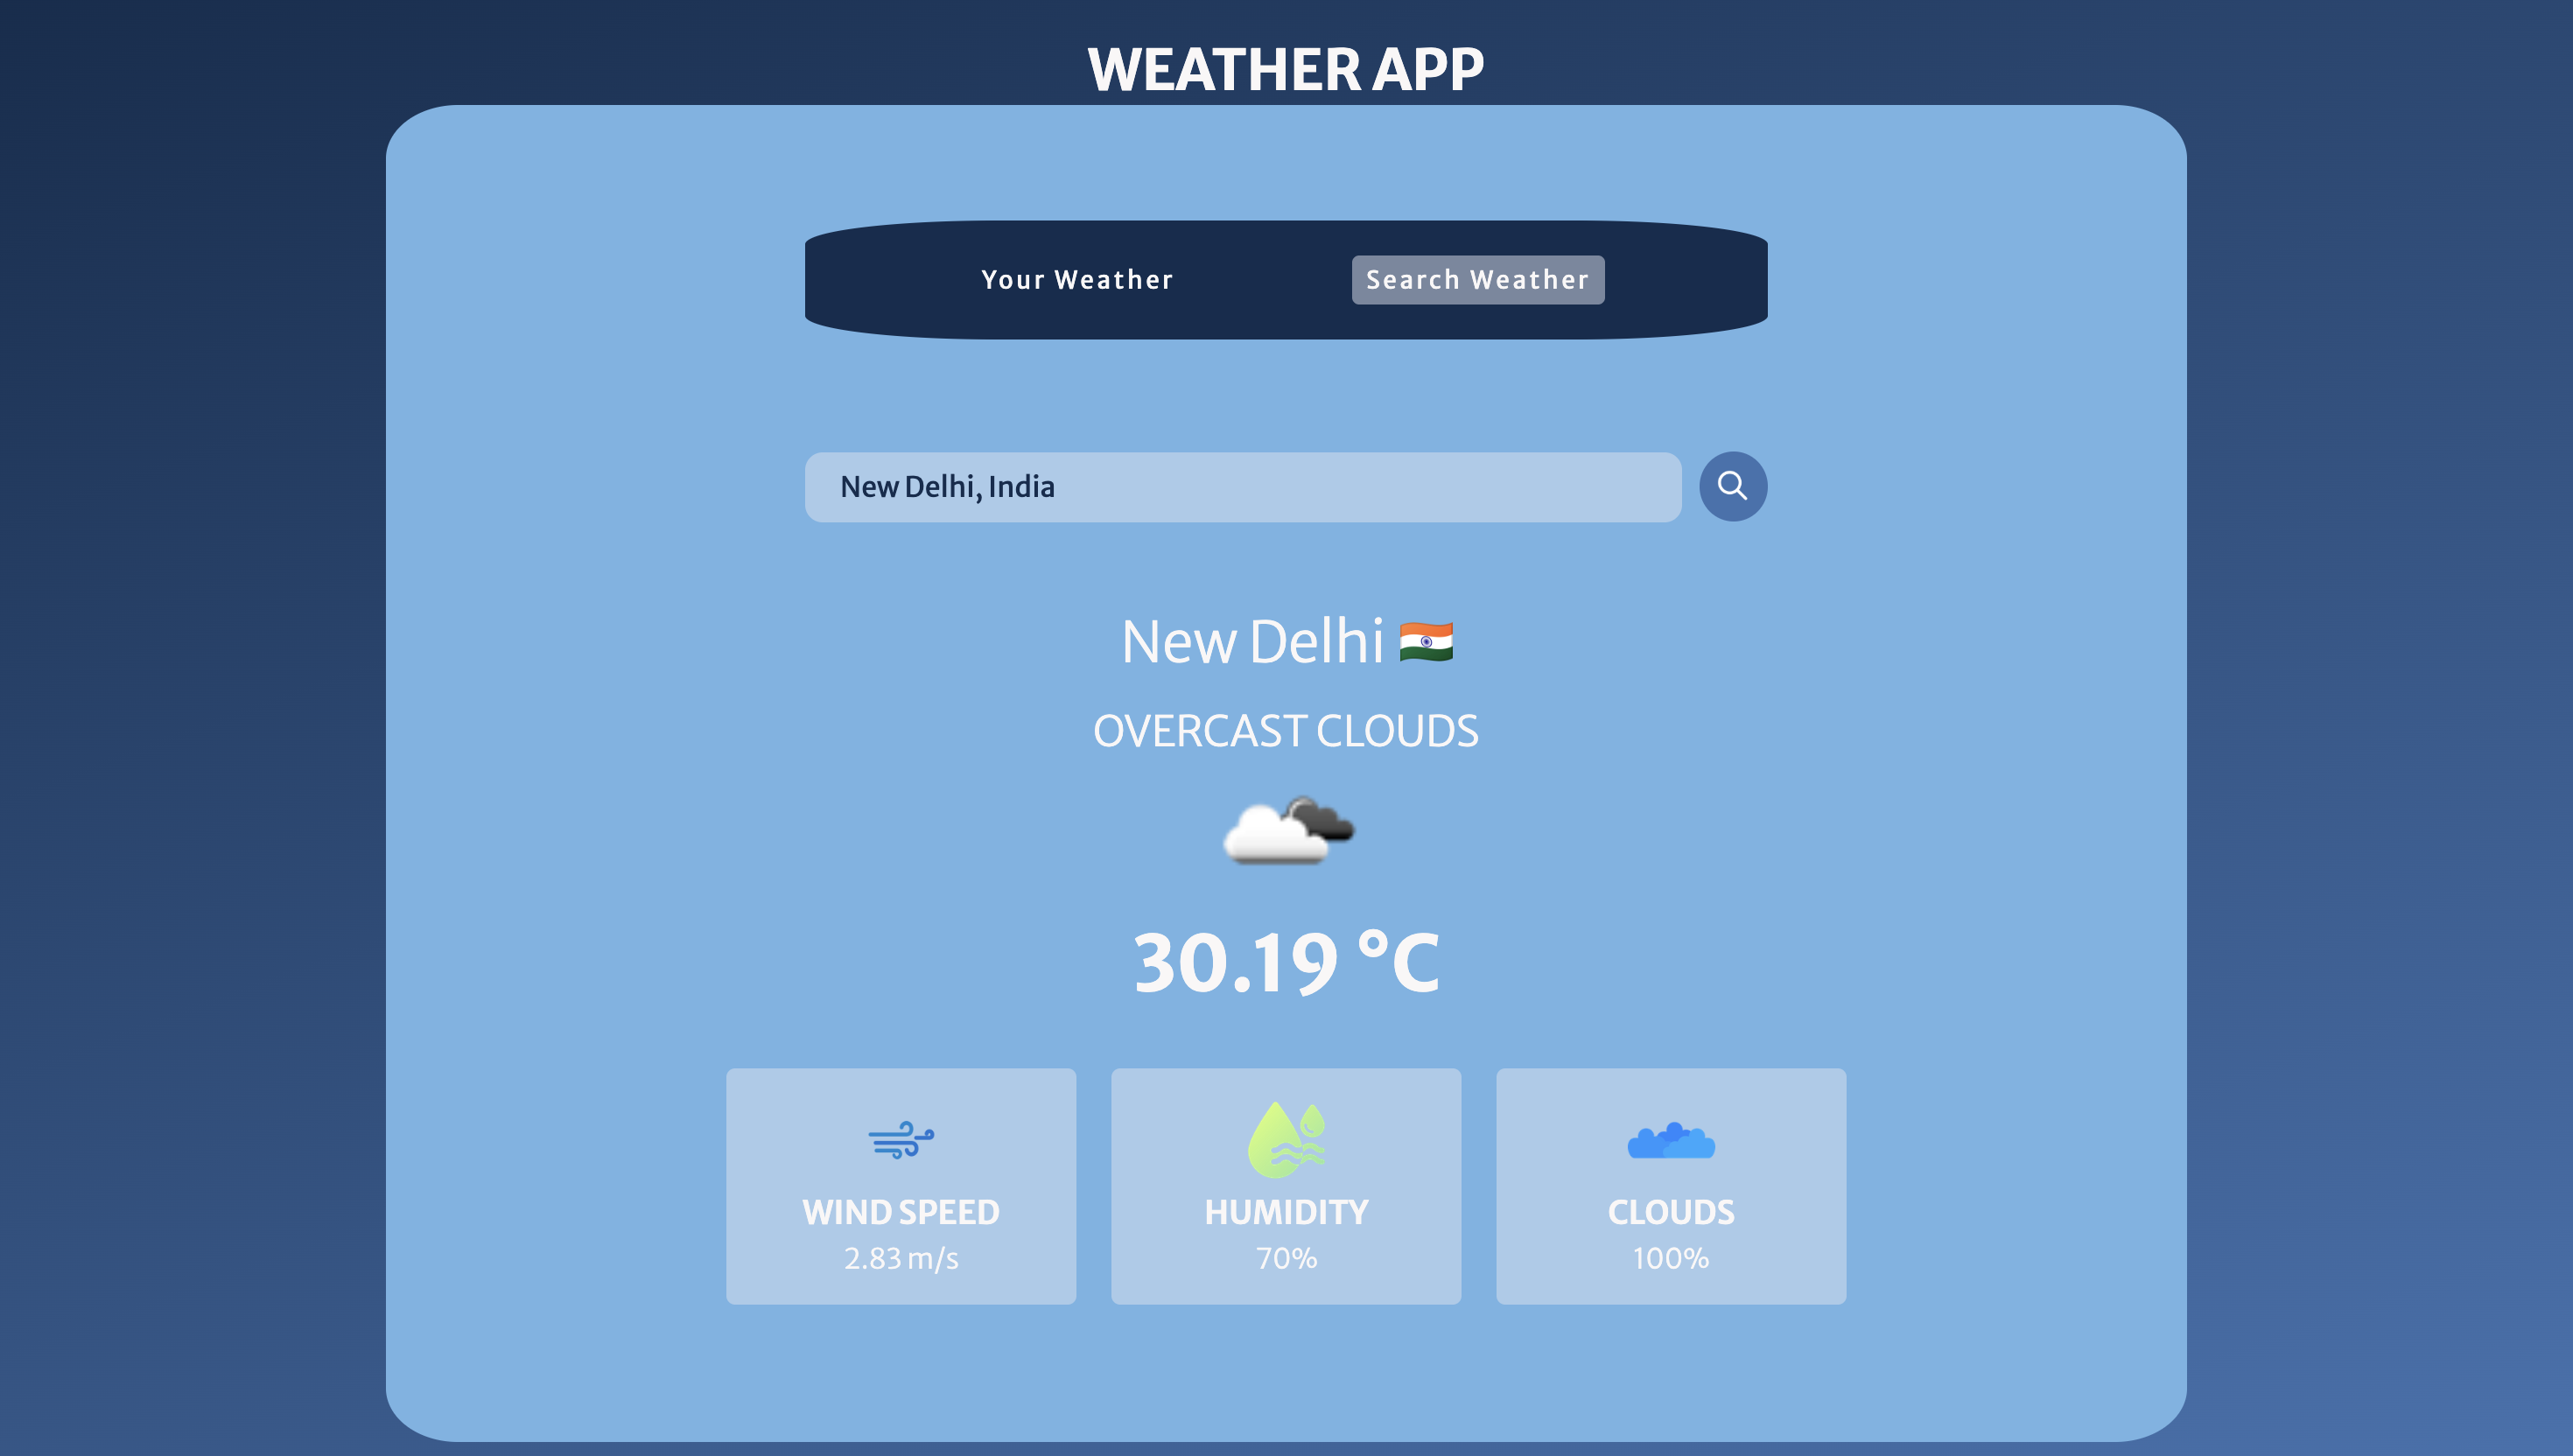 WEATHER APP
Your Weather
Search Weather
New Delhi, India
New Delhi
OVERCAST CLOUDS
30.19 °C
WIND SPEED
2.83 m/s
HUMIDITY
70%
CLOUDS
100%